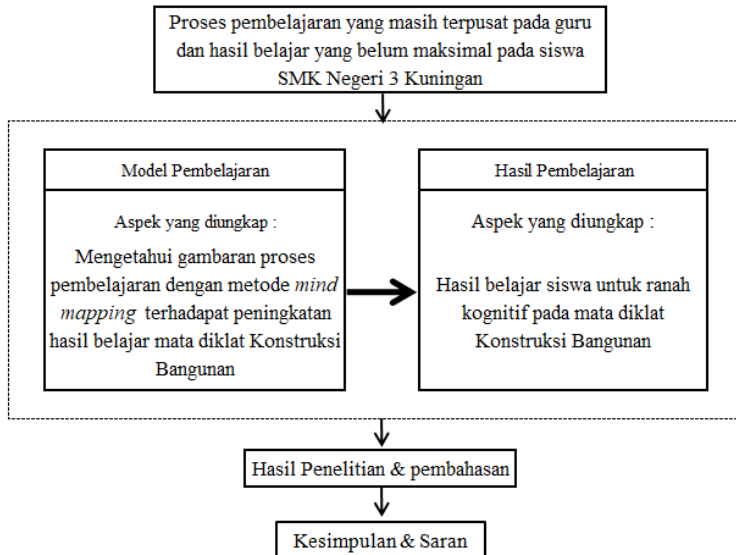 Proses pembelajaran yang masih terpusat pada guru
dan hasil belajar yang belum maksimal pada siswa
SMK Negeri 3 Kuningan
Model Pembelajaran
Aspek yang diungkap :
Mengetahui gambaran proses
pembelajaran dengan metode mind
mapping terhadapat peningkatan
hasil belajar mata diklat Konstruksi
Bangunan
Hasil Pembelajaran
Aspek yang diungkap :
Hasil belajar siswa untuk ranah
kognitif pada mata diklat
Konstruksi Bangunan
Hasil Penelitian & pembahasan
Kesimpulan & Saran